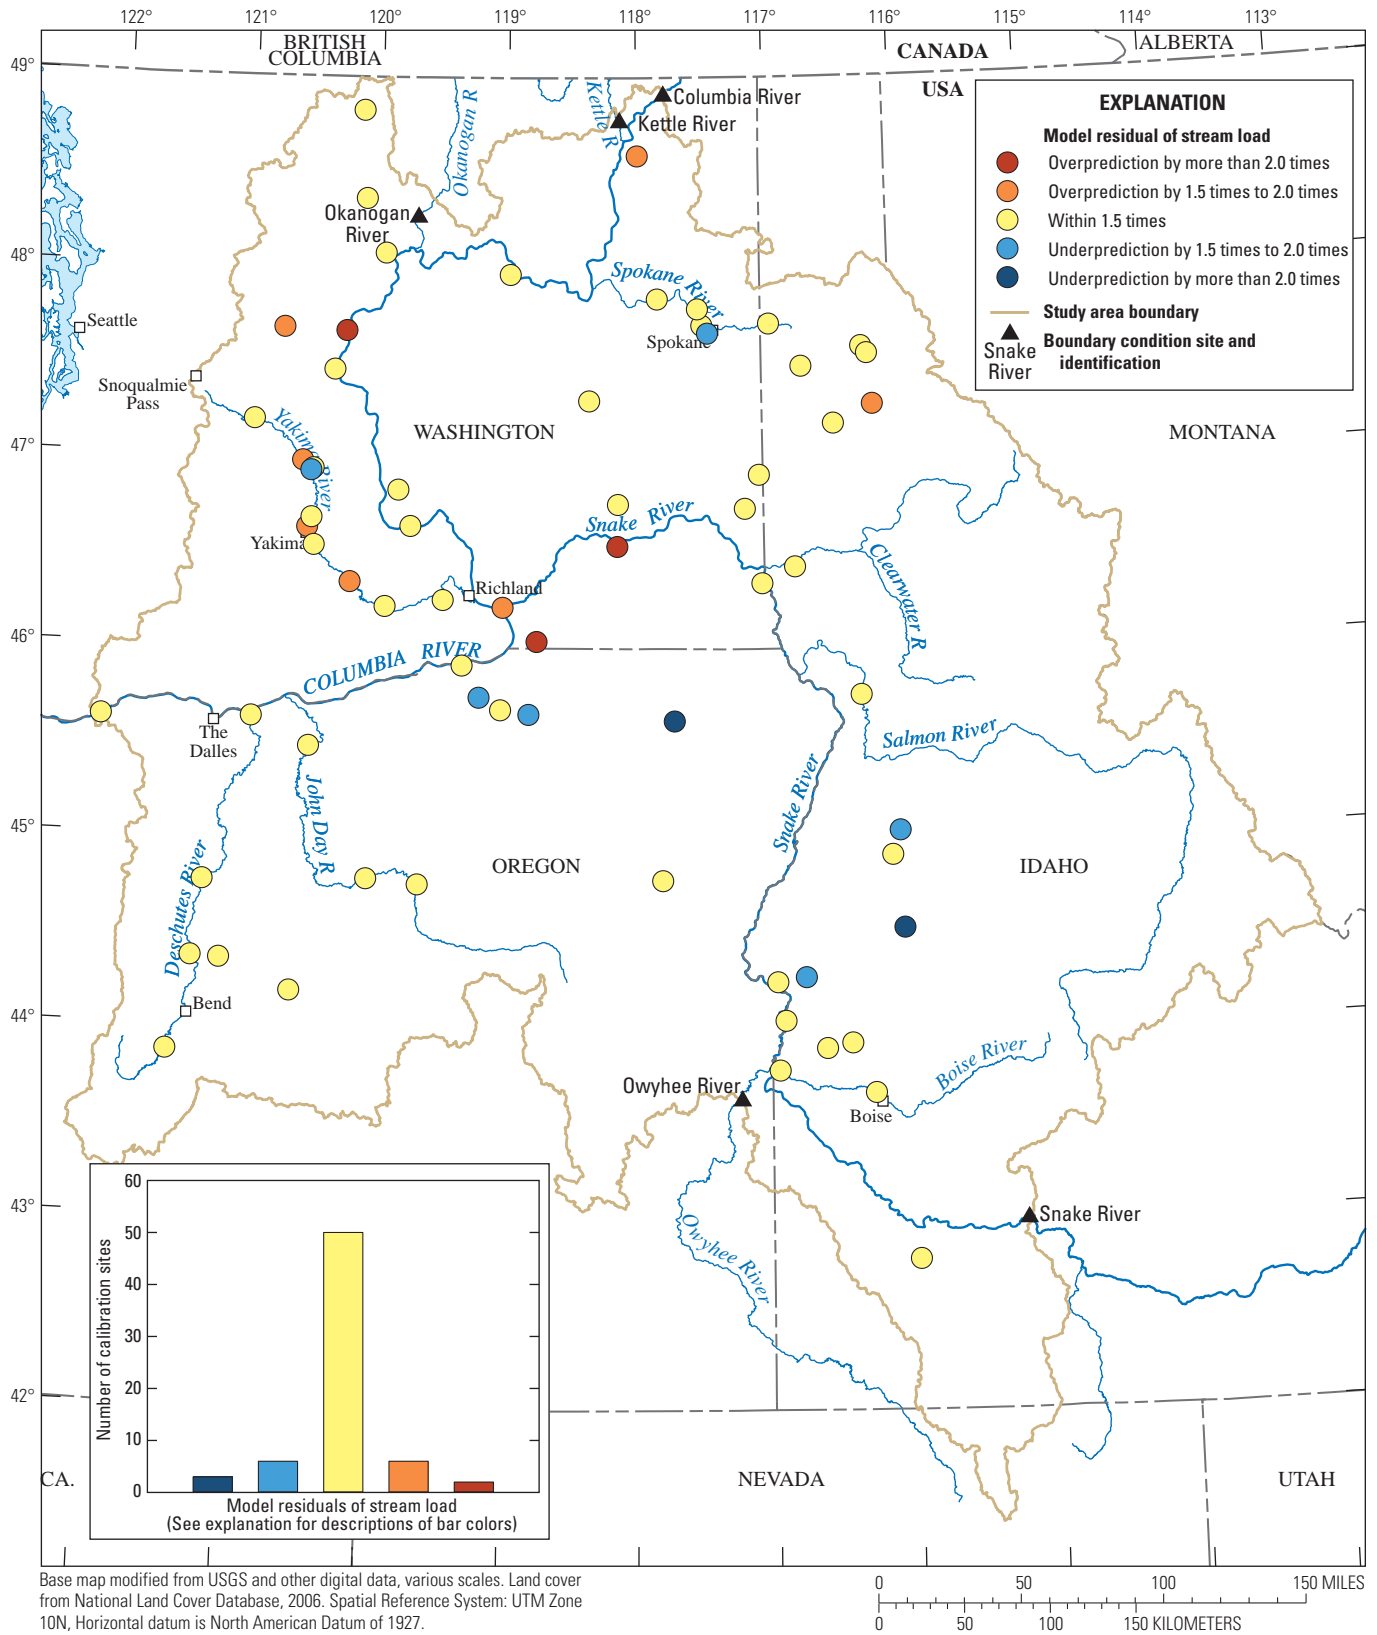 122° 121° 120° 119° 118° 117° 116° 115° 114° 113°
BRITISH
COLUMBIA
CANADA
ALBERTA
USA
49°
48°
47°
46°
45°
44°
43°
42°
EXPLANATION
Model residual of stream load
Overprediction by more than 2.0 times
Overprediction by 1.5 times to 2.0 times
Within 1.5 times
Underprediction by 1.5 times to 2.0 times
Underprediction by more than 2.0 times
Study area boundary
Snake
River
Boundary condition site and
identification
Okanogan R
Kettle R
Columbia River
Kettle River
Okanogan
River
Spokane River
Spokane
Seattle
Snoqualmie
Pass
Yakima River
WASHINGTON
MONTANA
Snake River
Yakima
Richland
Clearwater R
COLUMBIA RIVER
The
Dalles
Salmon River
John Day R
Snake River
Deschutes River
OREGON
IDAHO
Bend
Boise River
Owyhee River
Boise
Snake River
Owyhee River
CA.
NEVADA
UTAH
60
50
40
30
20
10
0
Number of calibration sites
Model residuals of stream load
(See explanation for descriptions of bar colors)
Base map modified from USGS and other digital data, various scales. Land cover
from National Land Cover Database, 2006. Spatial Reference System: UTM Zone
10N, Horizontal datum is North American Datum of 1927.
0 50 100 150 MILES
0 50 100 150 KILOMETERS